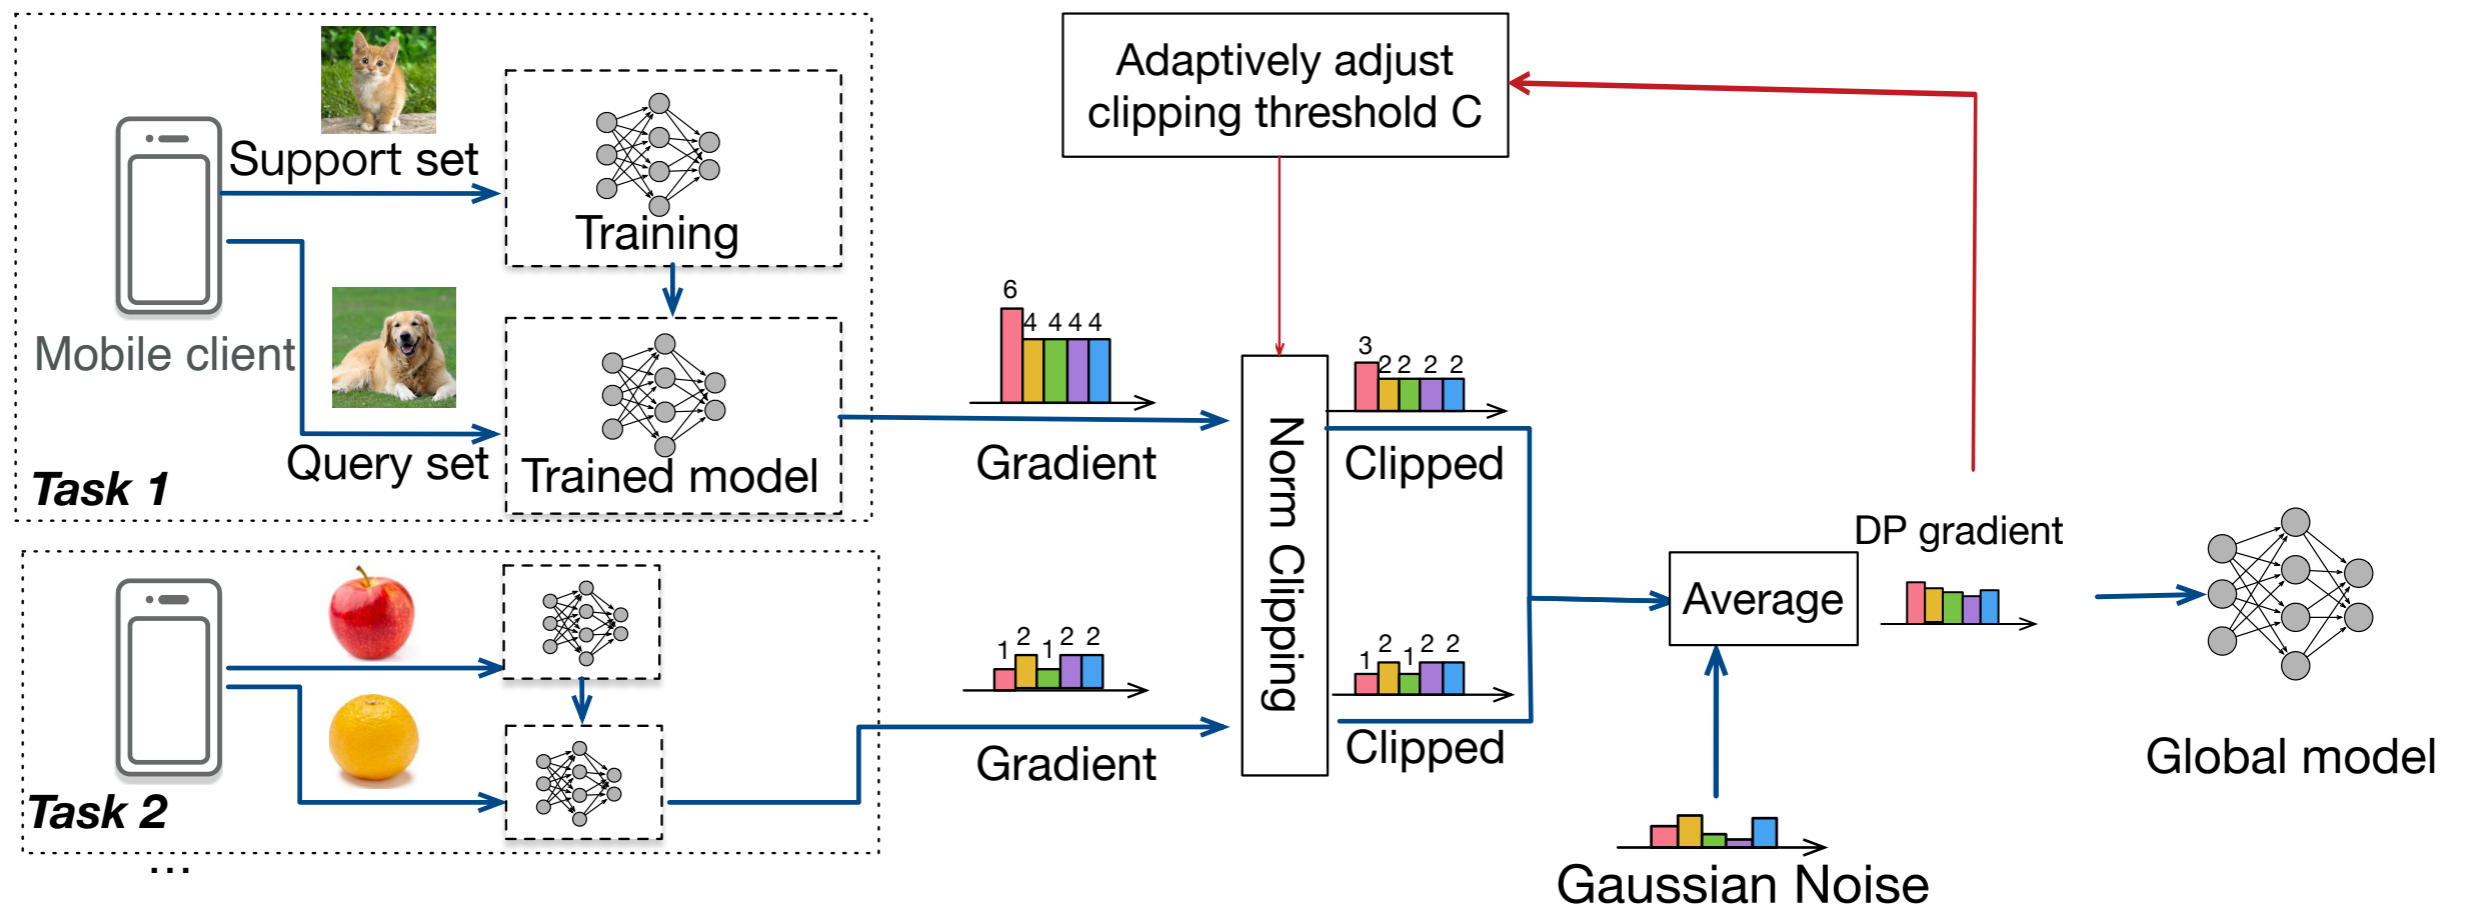 Support set
Training
Mobile client
Query set
Trained model
Task 1
Task 2
...
6
4 4 4 4
Gradient
1 2 1 2 2
Gradient
Adaptively adjust
clipping threshold C
Norm Clipping
3
2 2 2 2
Clipped
1 2 1 2 2
Clipped
Average
Gaussian Noise
DP gradient
Global model